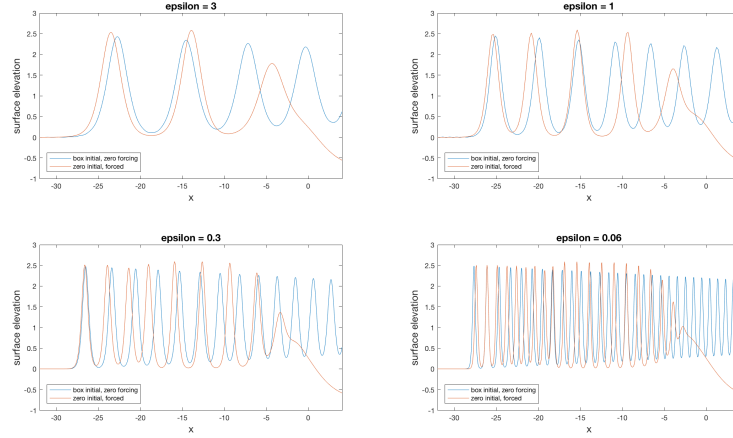 epsilon = 3
3
2.5
2
1.5
1
0.5
0
-0.5
-1
surface elevation
-30 -25 -20 -15 -10 -5 0
x
box initial, zero forcing
zero initial, forced
epsilon = 1
3
2.5
2
1.5
1
0.5
0
-0.5
-1
surface elevation
-30 -25 -20 -15 -10 -5 0
x
box initial, zero forcing
zero initial, forced
epsilon = 0.3
3
2.5
2
1.5
1
0.5
0
-0.5
-1
surface elevation
-30 -25 -20 -15 -10 -5 0
x
box initial, zero forcing
zero initial, forced
epsilon = 0.06
3
2.5
2
1.5
1
0.5
0
-0.5
-1
surface elevation
-30 -25 -20 -15 -10 -5 0
x
box initial, zero forcing
zero initial, forced